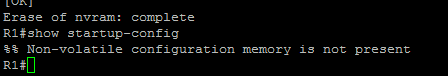 [OK]
Erase of nvram: complete
R1#show startup-config
%% Non-volatile configuration memory is not present
R1#